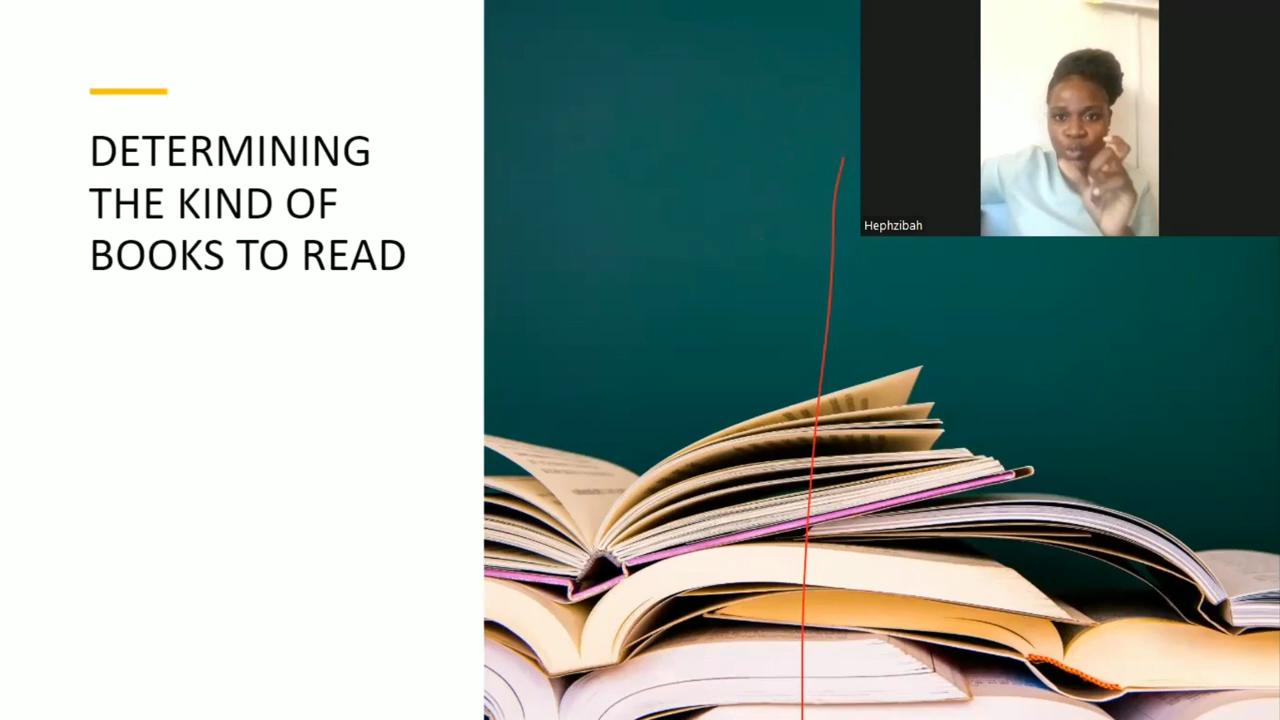 DETERMINING
THE KIND OF
BOOKS TO READ
Hephzibah